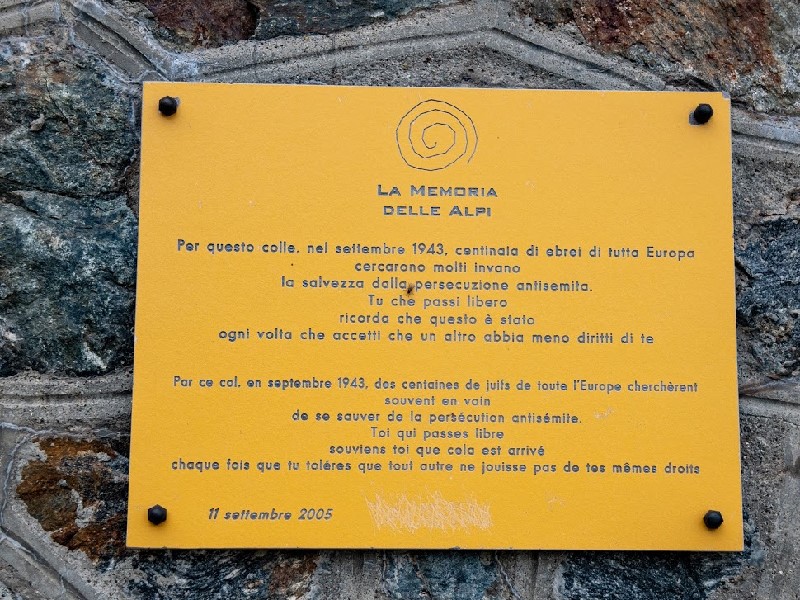 La Memoria
delle Alpi
Per questo colle, nel settembre 1943, centinaia di ebrei di tutta Europa
cercarono molti invano
la salvezza dalla persecuzione antisemita.
Tu che passi libero
ricorda che questo è stato
ogni volta che accetti che un altro abbia meno diritti di te
Par ce col, en septembre 1943, des centaines de juifs de toute l'Europe cherchèrent
souvent en vain
de se sauver de la persécution antisémite.
Toi qui passes libre
souviens toi que cela est arrivé
chaque fois que tu tolères que tout autre ne jouisse pas de tes mêmes droits
11 settembre 2005